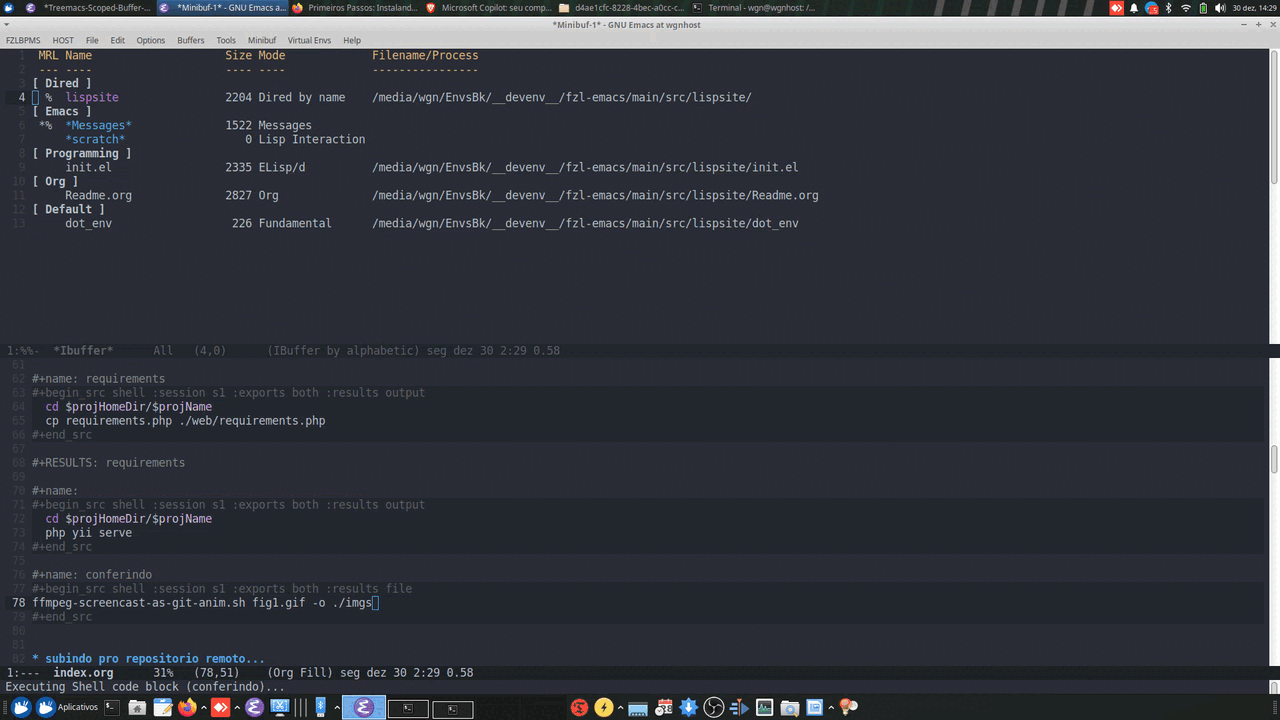 *Treemacs-Scoped-Buffer-... *Minibuf-1* - GNU Emacs a... Primeiros Passos: Instaland... Microsoft Copilot: seu comp... d4ae1cfc-8228-4bec-a0cc-c... Terminal - wgn@wgnhost: /... 30 dez, 14:29
*Minibuf-1* - GNU Emacs at wgnhost
FZLBPMS HOST File Edit Options Buffers Tools Minibuf Virtual Envs Help
1 MRL Name Size Mode Filename/Process
2 --- ---- ---- ---- ----------------
3 [ Dired ]
4 % lispsite 2204 Dired by name /media/wgn/EnvsBk/__devenv__/fzl-emacs/main/src/lispsite/
5 [ Emacs ]
6 *% *Messages* 1522 Messages
7 *scratch* 0 Lisp Interaction
8 [ Programming ]
9 init.el 2335 ELisp/d /media/wgn/EnvsBk/__devenv__/fzl-emacs/main/src/lispsite/init.el
10 [ Org ]
11 Readme.org 2827 Org /media/wgn/EnvsBk/__devenv__/fzl-emacs/main/src/lispsite/Readme.org
12 [ Default ]
13 dot_env 226 Fundamental /media/wgn/EnvsBk/__devenv__/fzl-emacs/main/src/lispsite/dot_env
1:%%- *Ibuffer* All (4,0) (IBuffer by alphabetic) seg dez 30 2:29 0.58
61
62 #+name: requirements
63 #+begin_src shell :session s1 :exports both :results output
64 cd $projHomeDir/$projName
65 cp requirements.php ./web/requirements.php
66 #+end_src
67
68 #+RESULTS: requirements
69
70 #+name:
71 #+begin_src shell :session s1 :exports both :results output
72 cd $projHomeDir/$projName
73 php yii serve
74 #+end_src
75
76 #+name: conferindo
77 #+begin_src shell :session s1 :exports both :results file
78 ffmpeg-screencast-as-git-anim.sh fig1.gif -o ./imgs
79 #+end_src
80
81
82 * subindo pro repositorio remoto...
1:--- index.org 31% (78,51) (Org Fill) seg dez 30 2:29 0.58
Executing Shell code block (conferindo)...
Aplicativos